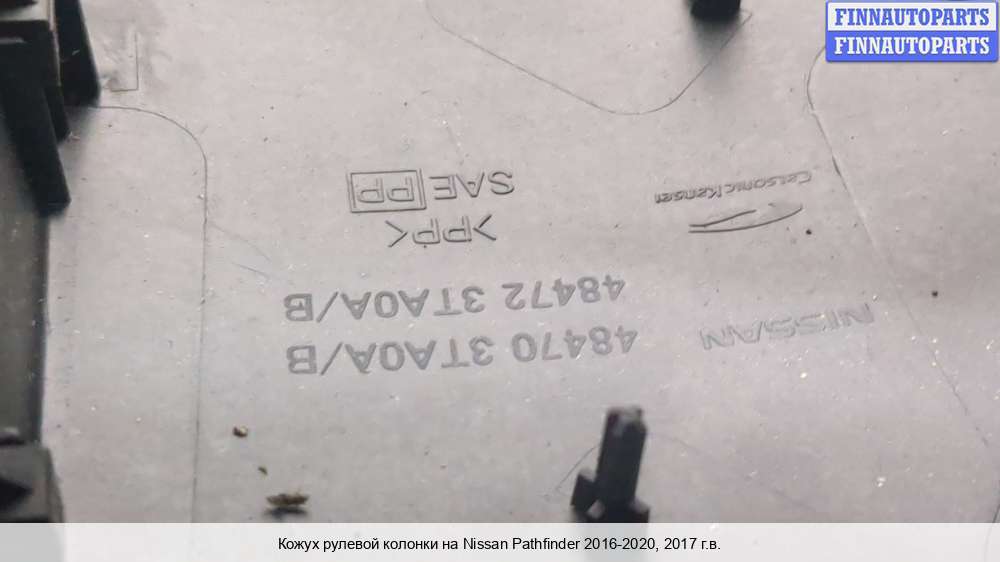 FINNAUTOPARTS
FINNAUTOPARTS
NISSAN
48470 3TA0A/B
48472 3TA0A/B
>PP<
SAE PP
Calsonic Kansei
Кожух рулевой колонки на Nissan Pathfinder 2016-2020, 2017 г.в.